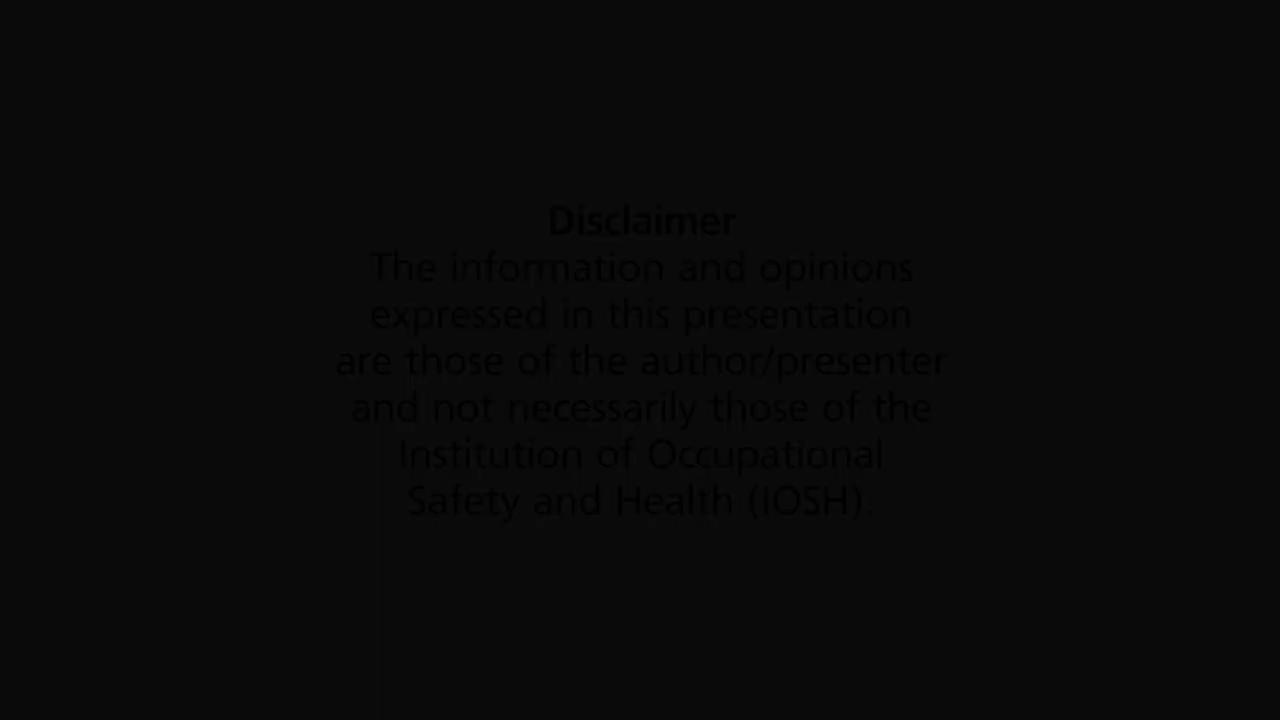 Disclaimer
The information and opinions
expressed in this presentation
are those of the author/presenter
and not necessarily those of the
Institution of Occupational
Safety and Health (IOSH).